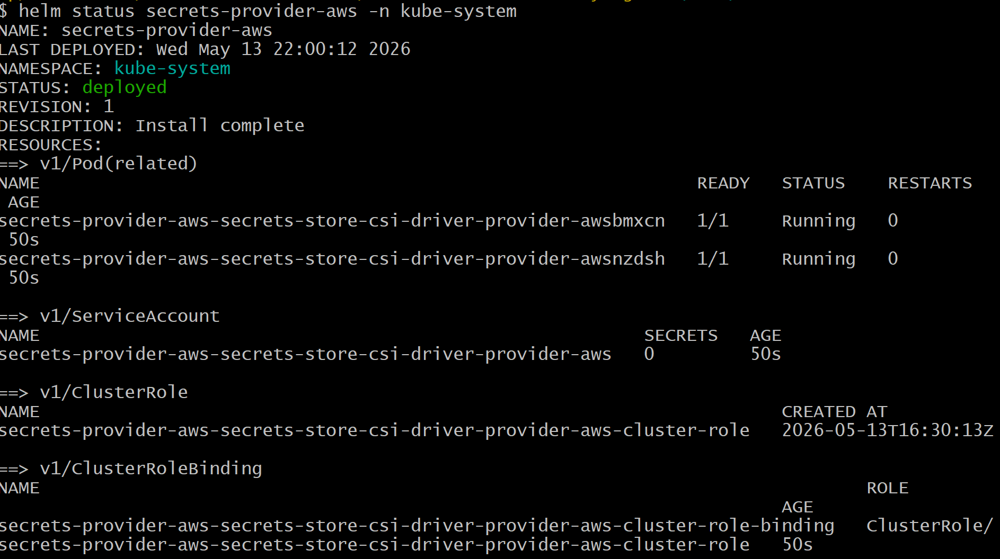 $ helm status secrets-provider-aws -n kube-system
NAME: secrets-provider-aws
LAST DEPLOYED: Wed May 13 22:00:12 2026
NAMESPACE: kube-system
STATUS: deployed
REVISION: 1
DESCRIPTION: Install complete
RESOURCES:
==> v1/Pod(related)
NAME READY STATUS RESTARTS
AGE
secrets-provider-aws-secrets-store-csi-driver-provider-awsbmxcn 1/1 Running 0
50s
secrets-provider-aws-secrets-store-csi-driver-provider-awsnzdsh 1/1 Running 0
50s
==> v1/ServiceAccount
NAME SECRETS AGE
secrets-provider-aws-secrets-store-csi-driver-provider-aws 0 50s
==> v1/ClusterRole
NAME CREATED AT
secrets-provider-aws-secrets-store-csi-driver-provider-aws-cluster-role 2026-05-13T16:30:13Z
==> v1/ClusterRoleBinding
NAME ROLE
AGE
secrets-provider-aws-secrets-store-csi-driver-provider-aws-cluster-role-binding ClusterRole/
secrets-provider-aws-secrets-store-csi-driver-provider-aws-cluster-role 50s